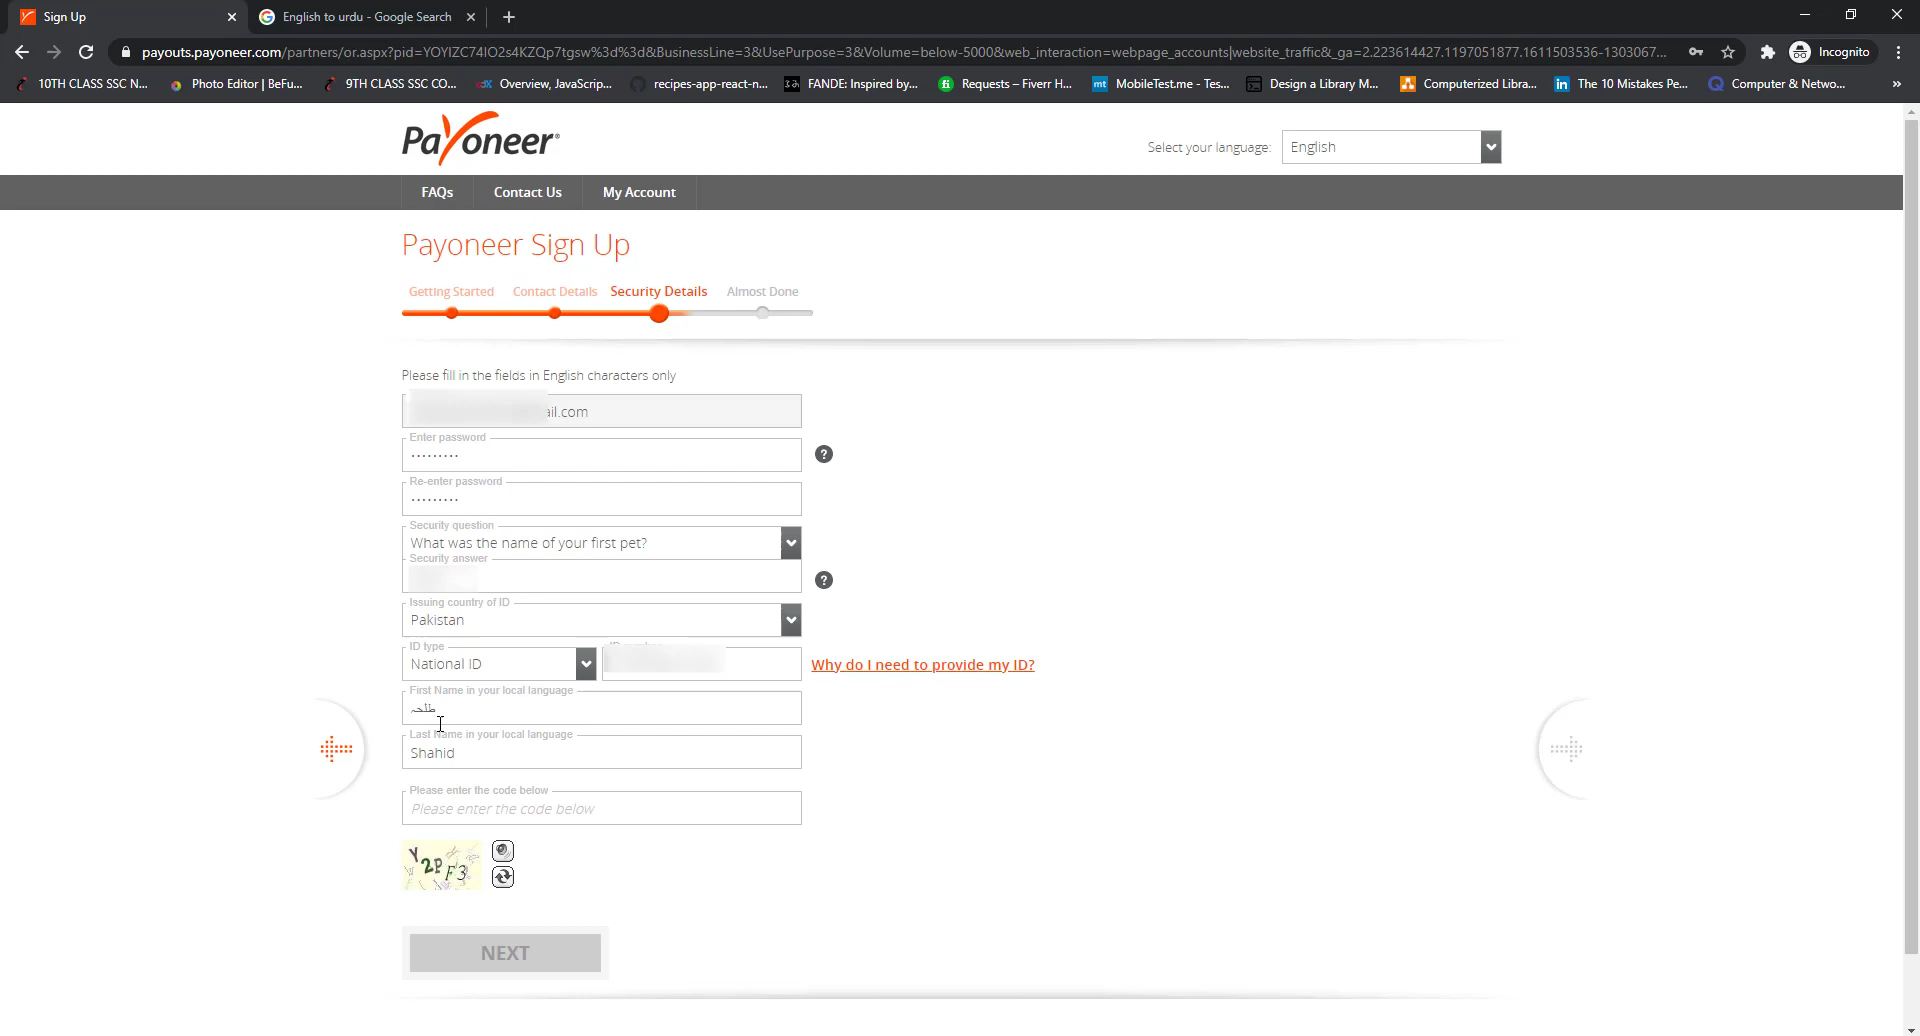 Sign Up
English to urdu - Google Search
payouts.payoneer.com/partners/or.aspx?pid=YOYIZC74IO2s4KZQp7tgsw%3d%3d&BusinessLine=3&UsePurpose=3&Volume=below-5000&web_interaction=webpage_accounts|website_traffic&_ga=2.223614427.1197051877.1611503536-1303067...
Incognito
10TH CLASS SSC N...
Photo Editor | BeFu...
9TH CLASS SSC CO...
Overview, JavaScrip...
recipes-app-react-n...
FANDE: Inspired by...
Requests – Fiverr H...
MobileTest.me - Tes...
Design a Library M...
Computerized Libra...
The 10 Mistakes Pe...
Computer & Netwo...
Payoneer
Select your language:
English
FAQs
Contact Us
My Account
Payoneer Sign Up
Getting Started
Contact Details
Security Details
Almost Done
Please fill in the fields in English characters only
ail.com
Enter password
Re-enter password
Security question
What was the name of your first pet?
Security answer
Issuing country of ID
Pakistan
ID type
National ID
Why do I need to provide my ID?
First Name in your local language
طلحہ
Last Name in your local language
Shahid
Please enter the code below
Please enter the code below
Y2PF3
NEXT